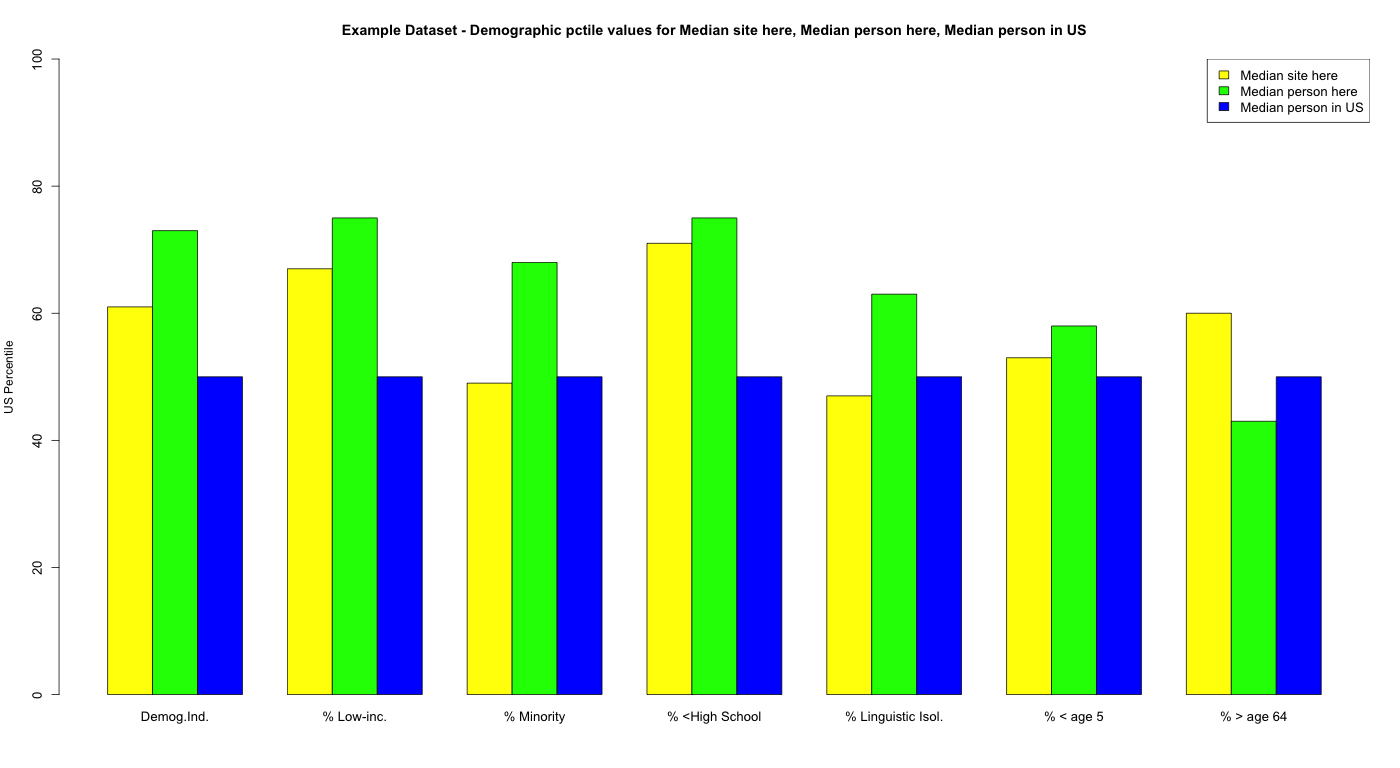 Example Dataset - Demographic pctile values for Median site here, Median person here, Median person in US
Median site here
Median person here
Median person in US
US Percentile
100
80
60
40
20
0
Demog.Ind.
% Low-inc.
% Minority
% <High School
% Linguistic Isol.
% < age 5
% > age 64